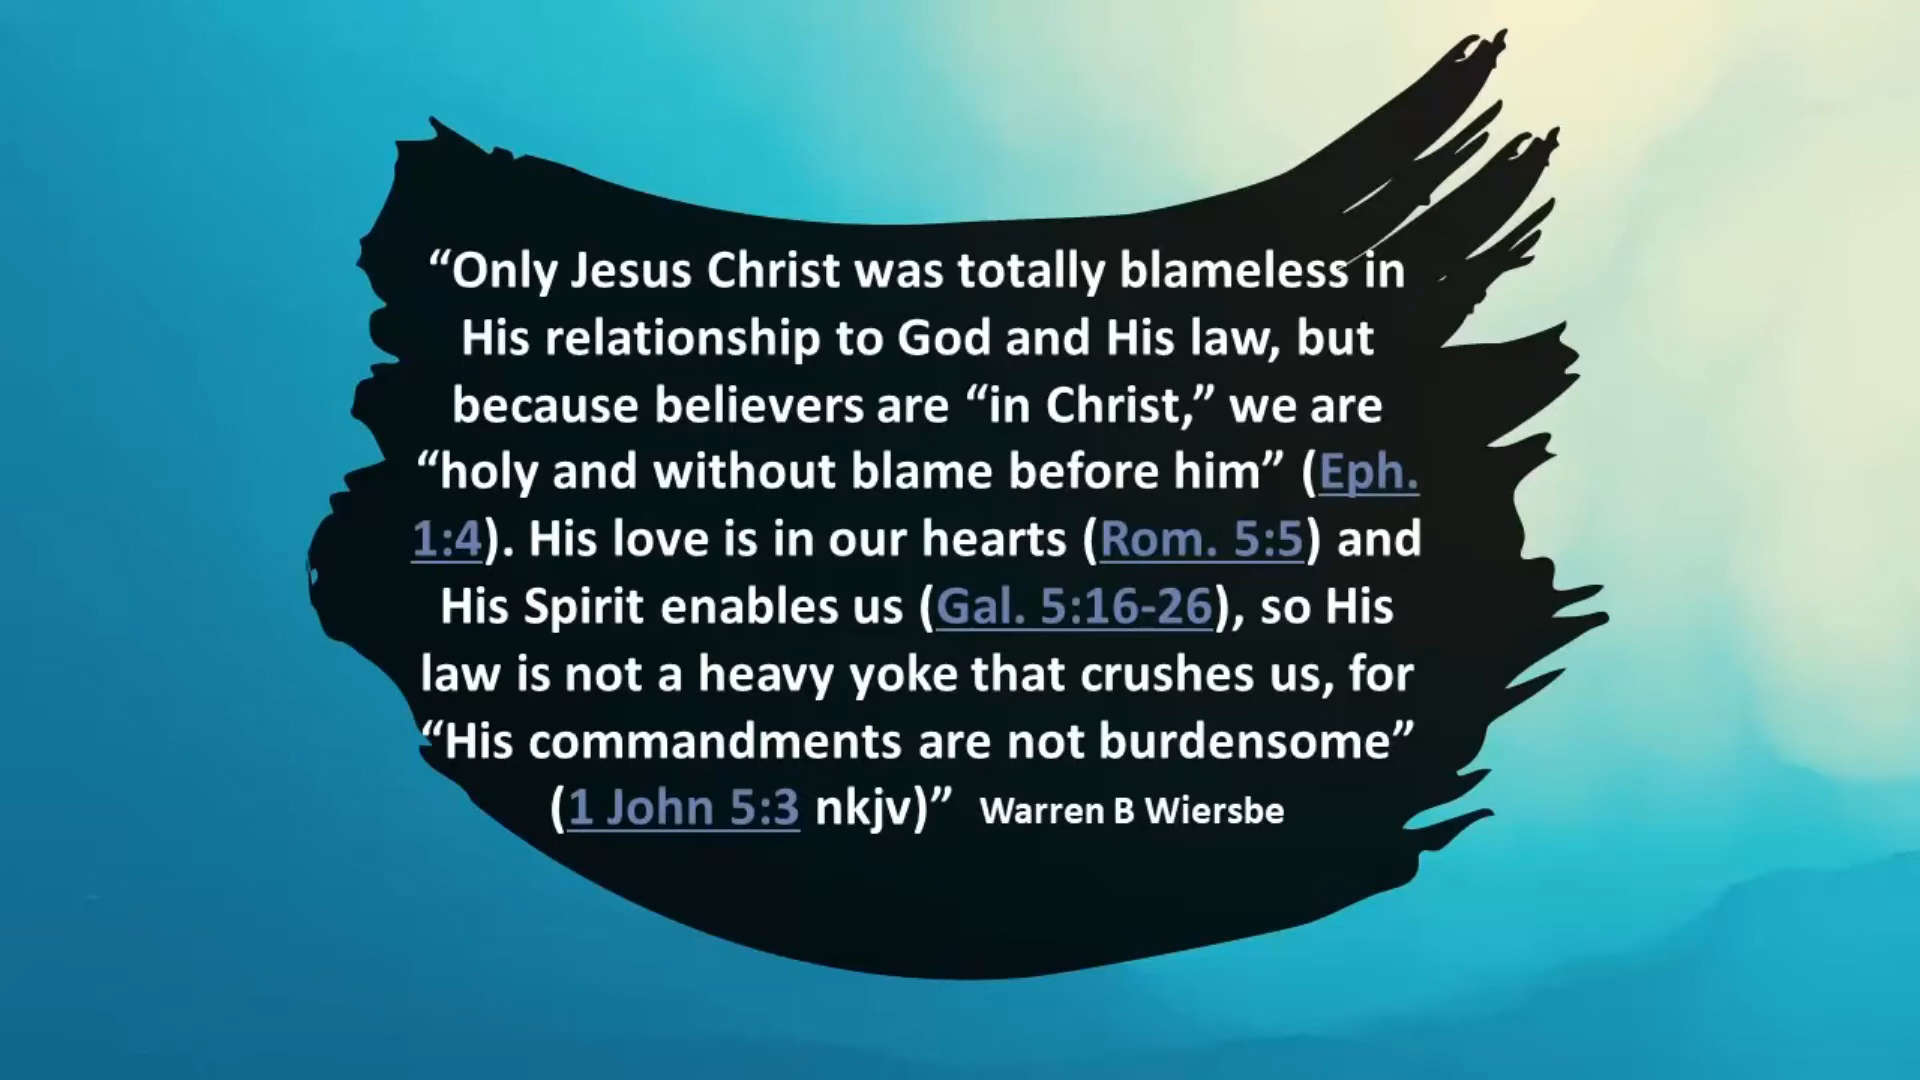 “Only Jesus Christ was totally blameless in
His relationship to God and His law, but
because believers are “in Christ,” we are
“holy and without blame before him” (Eph.
1:4). His love is in our hearts (Rom. 5:5) and
His Spirit enables us (Gal. 5:16-26), so His
law is not a heavy yoke that crushes us, for
“His commandments are not burdensome”
(1 John 5:3 nkjv)” Warren B Wiersbe